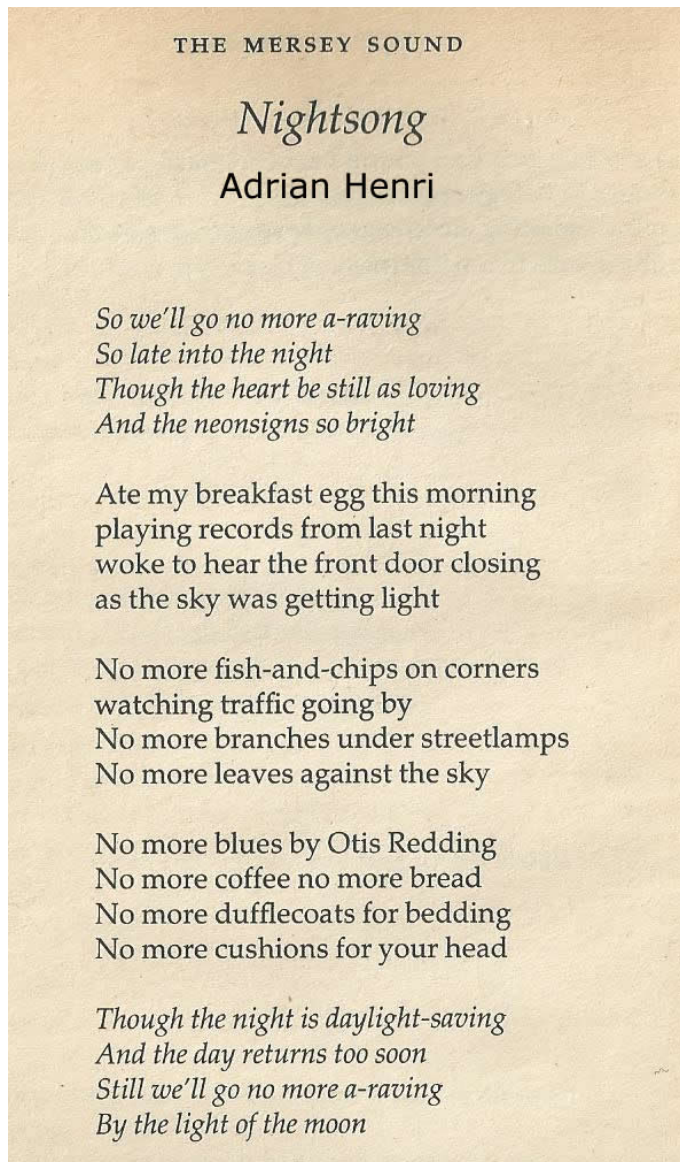 THE MERSEY SOUND
Nightsong
Adrian Henri
So we'll go no more a-raving
So late into the night
Though the heart be still as loving
And the neonsigns so bright
Ate my breakfast egg this morning
playing records from last night
woke to hear the front door closing
as the sky was getting light
No more fish-and-chips on corners
watching traffic going by
No more branches under streetlamps
No more leaves against the sky
No more blues by Otis Redding
No more coffee no more bread
No more dufflecoats for bedding
No more cushions for your head
Though the night is daylight-saving
And the day returns too soon
Still we'll go no more a-raving
By the light of the moon